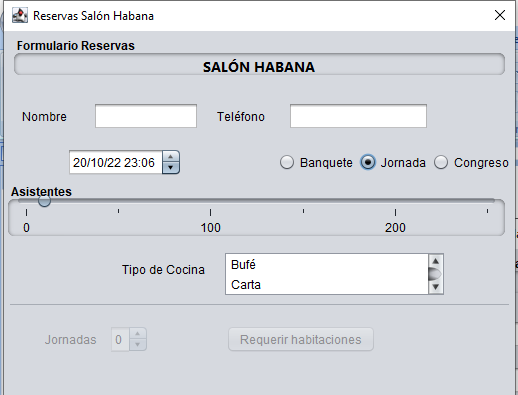 Reservas Salón Habana
Formulario Reservas
SALÓN HABANA
Nombre Teléfono
20/10/22 23:06 Banquete Jornada Congreso
Asistentes
0 100 200
Tipo de Cocina Bufé
Carta
Jornadas 0 Requerir habitaciones